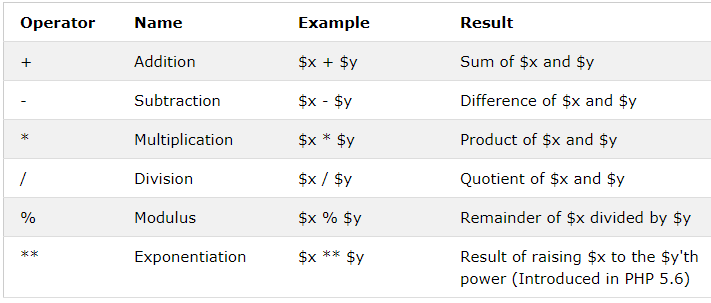 Operator Name Example Result
+ Addition $x + $y Sum of $x and $y
- Subtraction $x - $y Difference of $x and $y
* Multiplication $x * $y Product of $x and $y
/ Division $x / $y Quotient of $x and $y
% Modulus $x % $y Remainder of $x divided by $y
** Exponentiation $x ** $y Result of raising $x to the $y'th
power (Introduced in PHP 5.6)